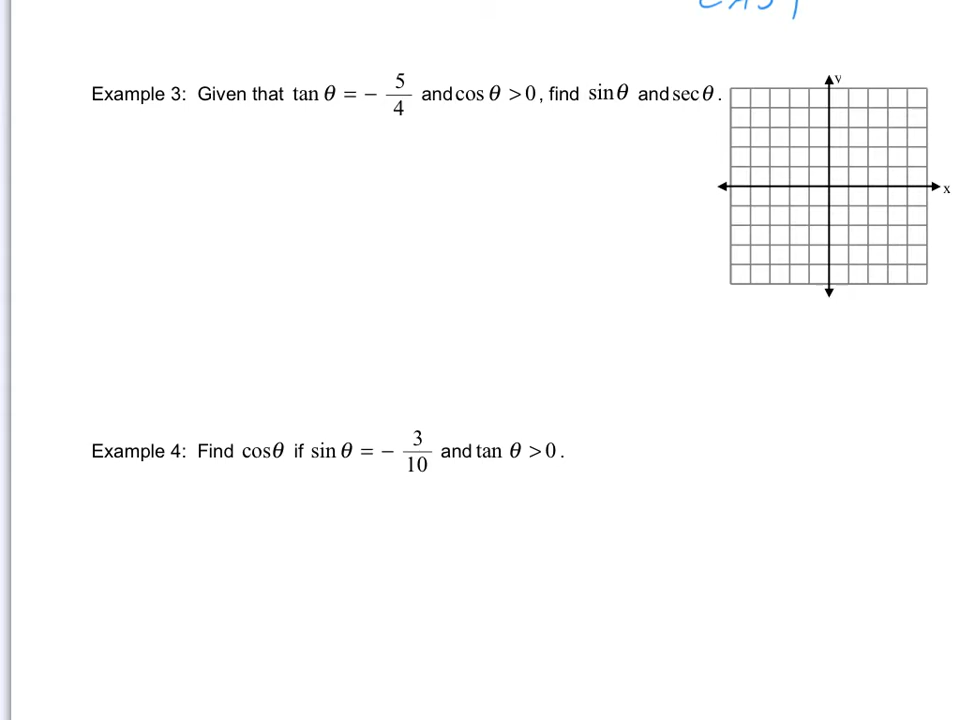 Example 3: Given that tan θ = − 5/4 and cos θ > 0, find sin θ and sec θ.
y
x
Example 4: Find cos θ if sin θ = − 3/10 and tan θ > 0.